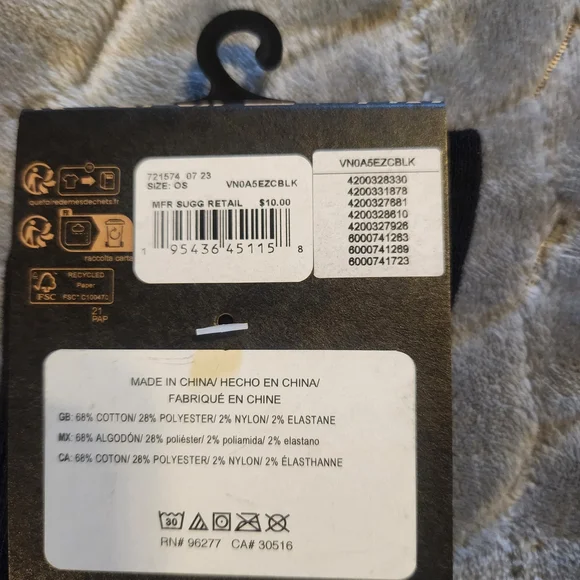 721574 07 23
SIZE: OS VN0A5EZCBLK
MFR SUGG RETAIL $10.00
1 95436 45115 8
VN0A5EZCBLK
4200328330
4200331878
4200327681
4200328610
4200327928
6000741263
6000741269
6000741723
quefairedemesdechets.fr
raccolta carta
FSC
RECYCLED
Paper
FSC® C100472
21
PAP
MADE IN CHINA/ HECHO EN CHINA/
FABRIQUÉ EN CHINE
GB: 68% COTTON/ 28% POLYESTER/ 2% NYLON/ 2% ELASTANE
MX: 68% ALGODÓN/ 28% poliéster/ 2% poliamida/ 2% elastano
CA: 68% COTON/ 28% POLYESTER/ 2% NYLON/ 2% ÉLASTHANNE
30
RN# 96277 CA# 30516